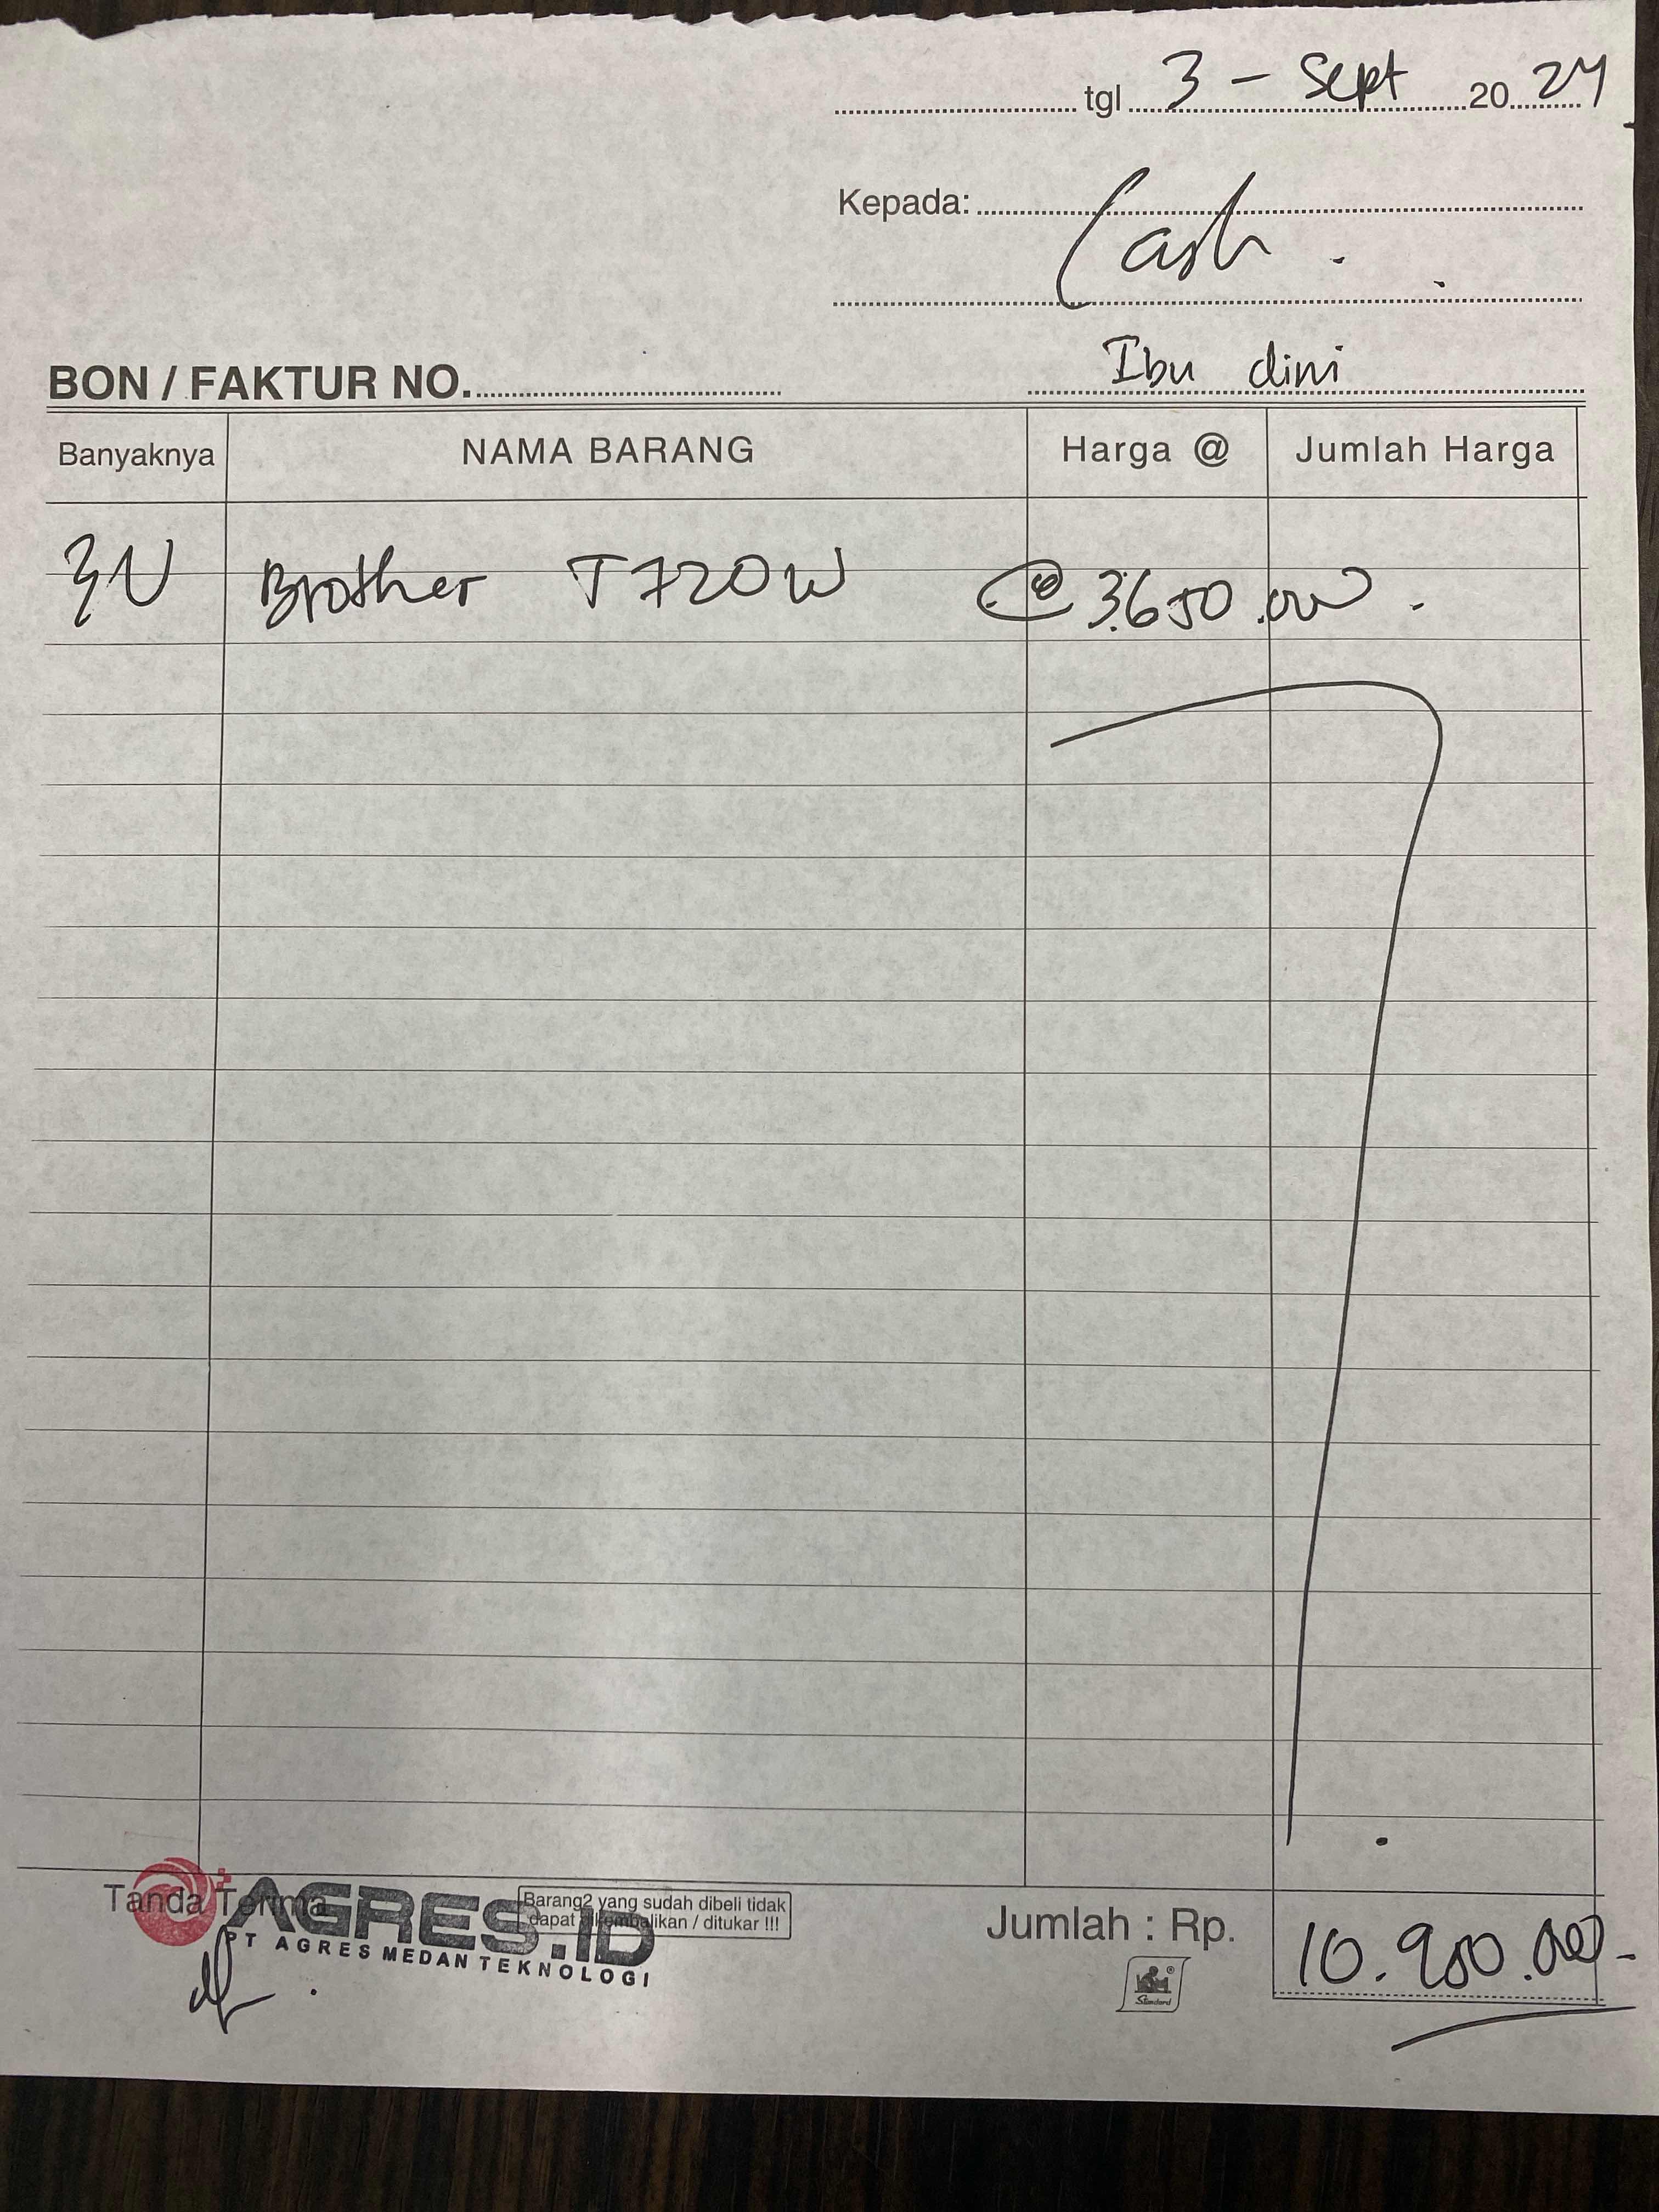 tgl 3 - Sept 2024
Kepada: Cash .
Ibu dini
BON / FAKTUR NO.
Banyaknya NAMA BARANG Harga @ Jumlah Harga
3U Brother T720W @ 3.650.000.
Tanda Terima
AGRES.ID
PT AGRES MEDAN TEKNOLOGI
Barang2 yang sudah dibeli tidak
dapat dikembalikan / ditukar !!!
Jumlah : Rp. 10.950.000.-
Standard